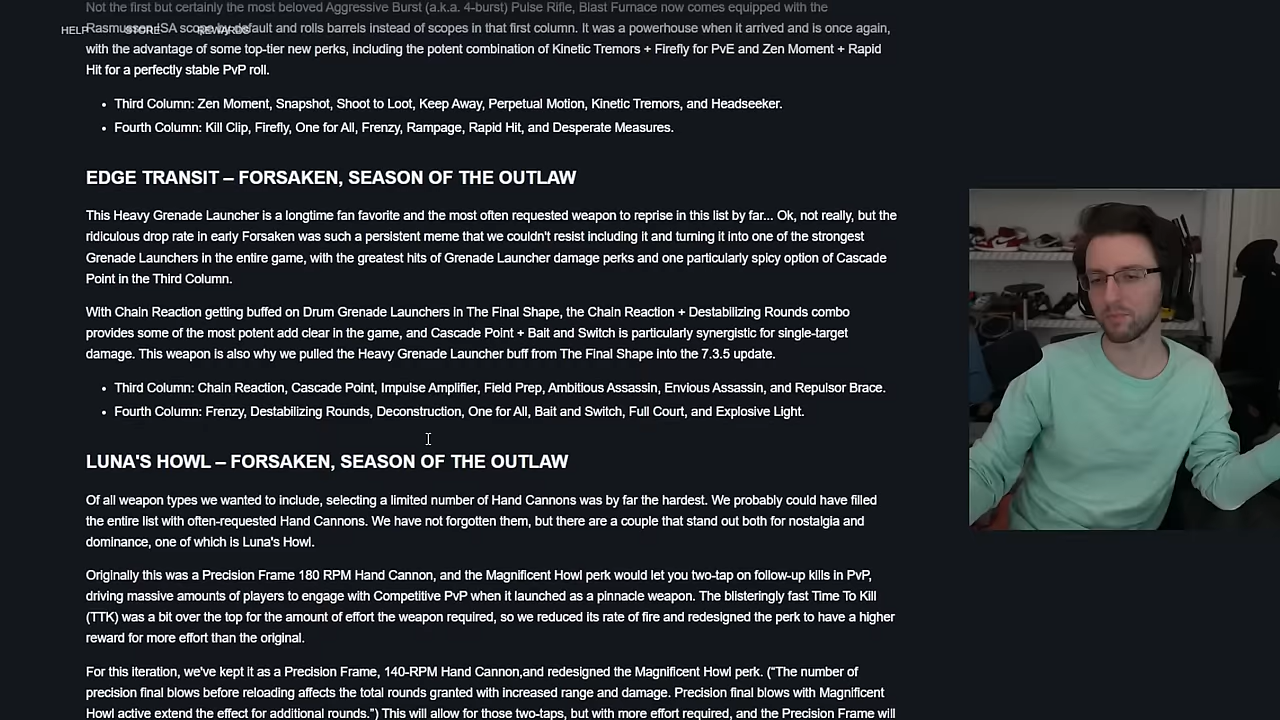 Not the first but certainly the most beloved Aggressive Burst (a.k.a. 4-burst) Pulse Rifle, Blast Furnace now comes equipped with the
HELP STORE REWARDS
Rasmussen ISA scope by default and rolls barrels instead of scopes in that first column. It was a powerhouse when it arrived and is once again,
with the advantage of some top-tier new perks, including the potent combination of Kinetic Tremors + Firefly for PvE and Zen Moment + Rapid
Hit for a perfectly stable PvP roll.
• Third Column: Zen Moment, Snapshot, Shoot to Loot, Keep Away, Perpetual Motion, Kinetic Tremors, and Headseeker.
• Fourth Column: Kill Clip, Firefly, One for All, Frenzy, Rampage, Rapid Hit, and Desperate Measures.
EDGE TRANSIT – FORSAKEN, SEASON OF THE OUTLAW
This Heavy Grenade Launcher is a longtime fan favorite and the most often requested weapon to reprise in this list by far... Ok, not really, but the
ridiculous drop rate in early Forsaken was such a persistent meme that we couldn't resist including it and turning it into one of the strongest
Grenade Launchers in the entire game, with the greatest hits of Grenade Launcher damage perks and one particularly spicy option of Cascade
Point in the Third Column.
With Chain Reaction getting buffed on Drum Grenade Launchers in The Final Shape, the Chain Reaction + Destabilizing Rounds combo
provides some of the most potent add clear in the game, and Cascade Point + Bait and Switch is particularly synergistic for single-target
damage. This weapon is also why we pulled the Heavy Grenade Launcher buff from The Final Shape into the 7.3.5 update.
• Third Column: Chain Reaction, Cascade Point, Impulse Amplifier, Field Prep, Ambitious Assassin, Envious Assassin, and Repulsor Brace.
• Fourth Column: Frenzy, Destabilizing Rounds, Deconstruction, One for All, Bait and Switch, Full Court, and Explosive Light.
LUNA'S HOWL – FORSAKEN, SEASON OF THE OUTLAW
Of all weapon types we wanted to include, selecting a limited number of Hand Cannons was by far the hardest. We probably could have filled
the entire list with often-requested Hand Cannons. We have not forgotten them, but there are a couple that stand out both for nostalgia and
dominance, one of which is Luna's Howl.
Originally this was a Precision Frame 180 RPM Hand Cannon, and the Magnificent Howl perk would let you two-tap on follow-up kills in PvP,
driving massive amounts of players to engage with Competitive PvP when it launched as a pinnacle weapon. The blisteringly fast Time To Kill
(TTK) was a bit over the top for the amount of effort the weapon required, so we reduced its rate of fire and redesigned the perk to have a higher
reward for more effort than the original.
For this iteration, we've kept it as a Precision Frame, 140-RPM Hand Cannon,and redesigned the Magnificent Howl perk. ("The number of
precision final blows before reloading affects the total rounds granted with increased range and damage. Precision final blows with Magnificent
Howl active extend the effect for additional rounds.") This will allow for those two-taps, but with more effort required, and the Precision Frame will